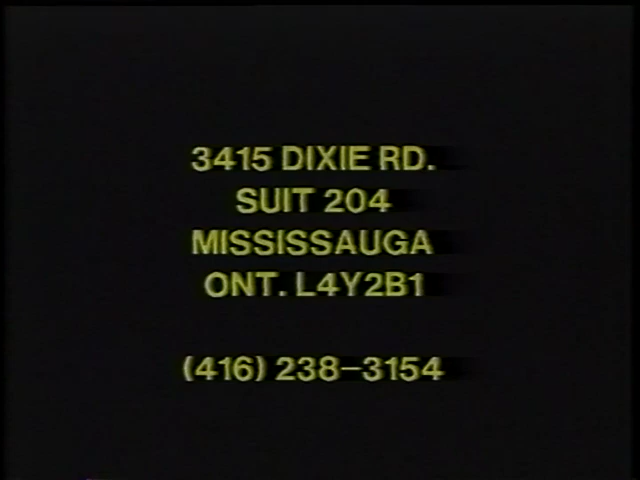 3415 DIXIE RD.
SUIT 204
MISSISSAUGA
ONT. L4Y2B1
(416) 238-3154